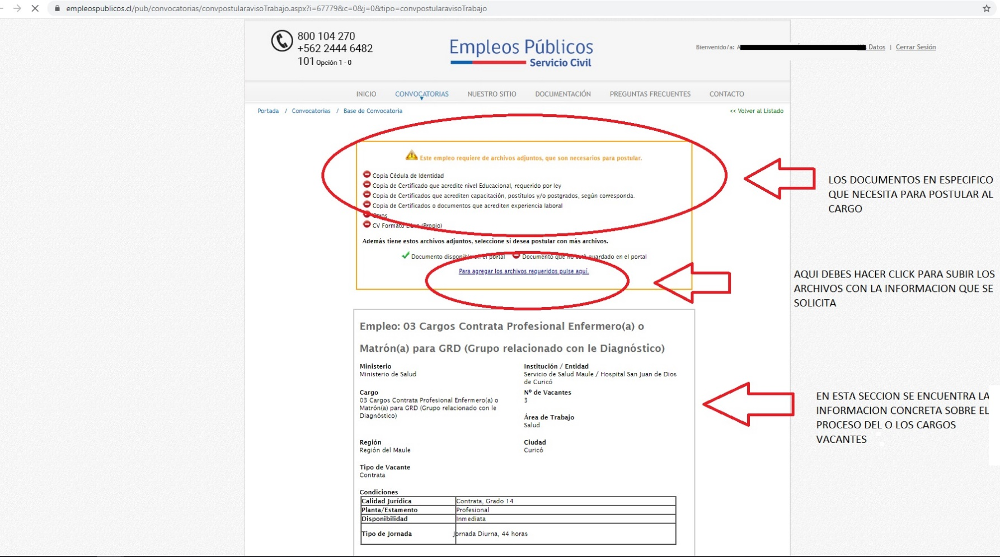 empleospublicos.cl/pub/convocatorias/convpostularavisoTrabajo.aspx?i=67779&c=0&j=0&tipo=convpostularavisoTrabajo
800 104 270
+562 2444 6482
101 Opción 1 - 0
Empleos Públicos
Servicio Civil
Bienvenido/a: A
Datos | Cerrar Sesión
INICIO CONVOCATORIAS NUESTRO SITIO DOCUMENTACIÓN PREGUNTAS FRECUENTES CONTACTO
Portada / Convocatorias / Base de Convocatoria
<< Volver al Listado
Este empleo requiere de archivos adjuntos, que son necesarios para postular.
Copia Cédula de Identidad
Copia de Certificado que acredite nivel Educacional, requerido por ley
Copia de Certificados que acrediten capacitación, postítulos y/o postgrados, según corresponda.
Copia de Certificados o documentos que acrediten experiencia laboral
Otros
CV Formato Libre (Propio)
Además tiene estos archivos adjuntos, seleccione si desea postular con más archivos.
Documento disponible en el portal Documento que no está guardado en el portal
Para agregar los archivos requeridos pulse aquí.
LOS DOCUMENTOS EN ESPECIFICO
QUE NECESITA PARA POSTULAR AL
CARGO
AQUI DEBES HACER CLICK PARA SUBIR LOS
ARCHIVOS CON LA INFORMACION QUE SE
SOLICITA
Empleo: 03 Cargos Contrata Profesional Enfermero(a) o
Matrón(a) para GRD (Grupo relacionado con le Diagnóstico)
Ministerio
Ministerio de Salud
Institución / Entidad
Servicio de Salud Maule / Hospital San Juan de Dios
de Curicó
Cargo
03 Cargos Contrata Profesional Enfermero(a) o
Matrón(a) para GRD (Grupo relacionado con le
Diagnóstico)
Nº de Vacantes
3
Área de Trabajo
Salud
Región
Región del Maule
Ciudad
Curicó
Tipo de Vacante
Contrata
EN ESTA SECCION SE ENCUENTRA LA
INFORMACION CONCRETA SOBRE EL
PROCESO DEL O LOS CARGOS
VACANTES
Condiciones
Calidad Jurídica Contrata, Grado 14
Planta/Estamento Profesional
Disponibilidad Inmediata
Tipo de Jornada Jornada Diurna, 44 horas